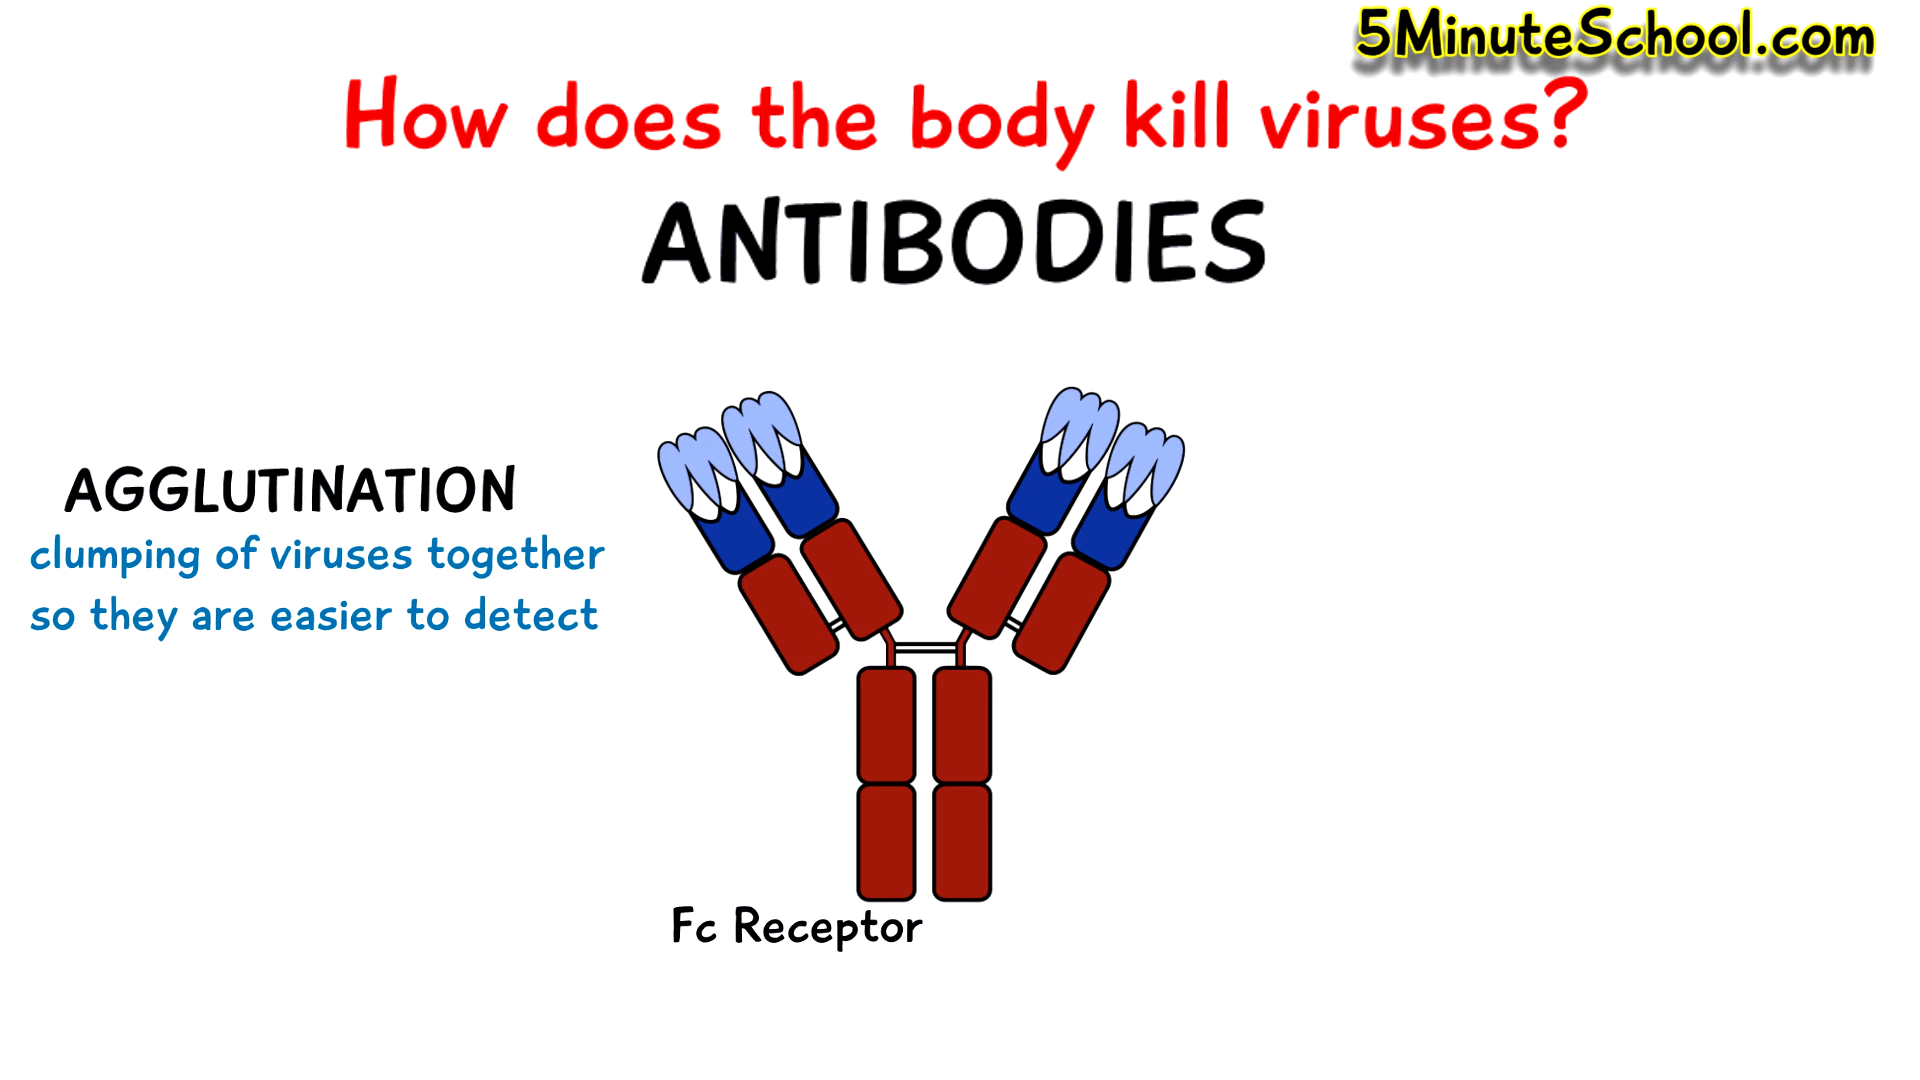 5MinuteSchool.com
How does the body kill viruses?
ANTIBODIES
AGGLUTINATION
clumping of viruses together
so they are easier to detect
Fc Receptor